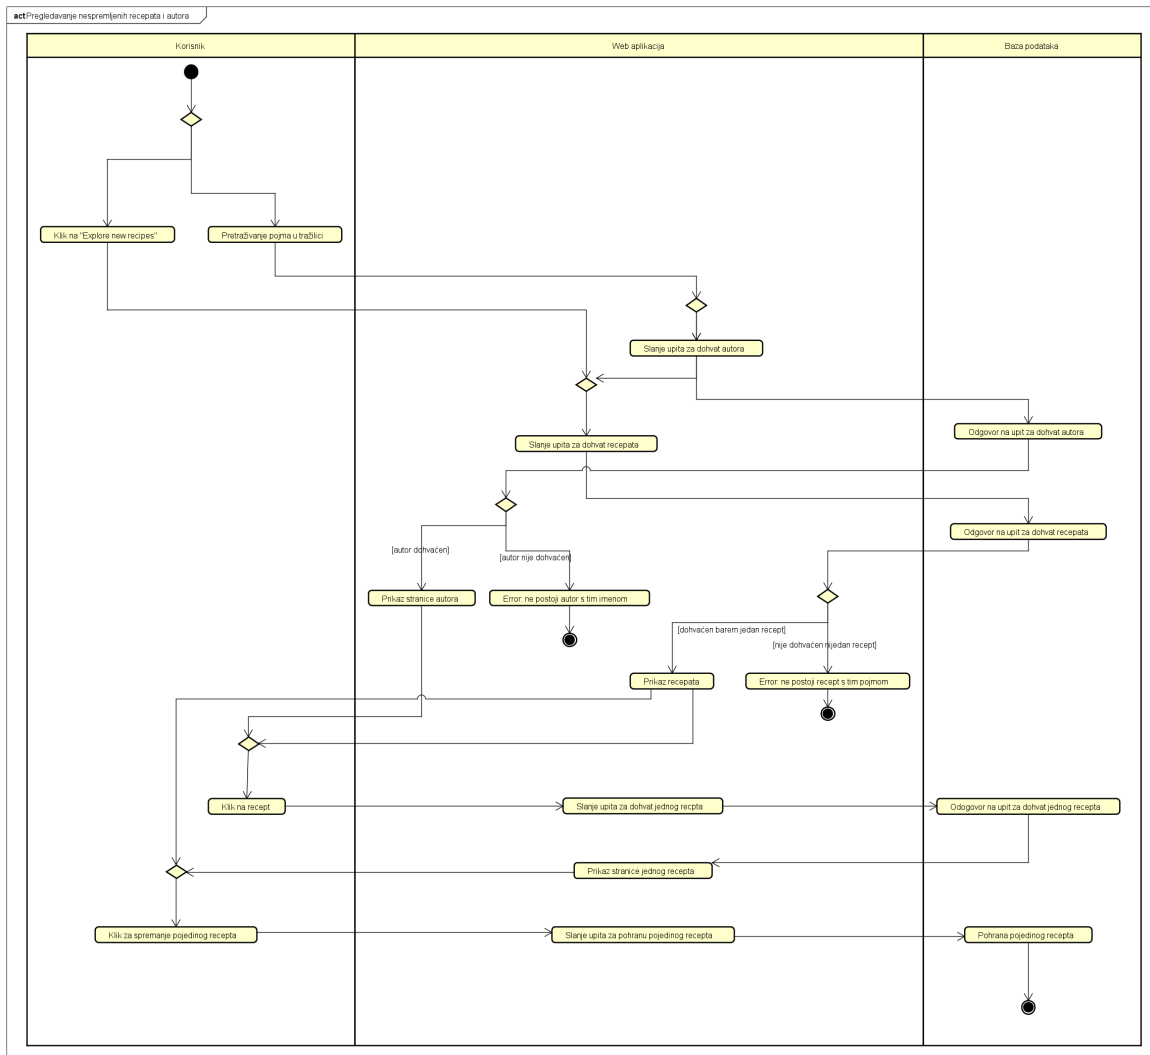 act Pregledavanje nespremljenih recepata i autora
Korisnik
Web aplikacija
Baza podataka
Klik na "Explore new recipes"
Pretraživanje pojma u tražilici
Slanje upita za dohvat autora
Odgovor na upit za dohvat autora
Slanje upita za dohvat recepata
Odgovor na upit za dohvat recepata
[autor dohvaćen]
[autor nije dohvaćen]
Prikaz stranice autora
Error: ne postoji autor s tim imenom
[dohvaćen barem jedan recept]
[nije dohvaćen nijedan recept]
Prikaz recepata
Error: ne postoji recept s tim pojmom
Klik na recept
Slanje upita za dohvat jednog recpta
Odogovor na upit za dohvat jednog recepta
Prikaz stranice jednog recepta
Klik za spremanje pojedinog recepta
Slanje upita za pohranu pojedinog recepta
Pohrana pojedinog recepta